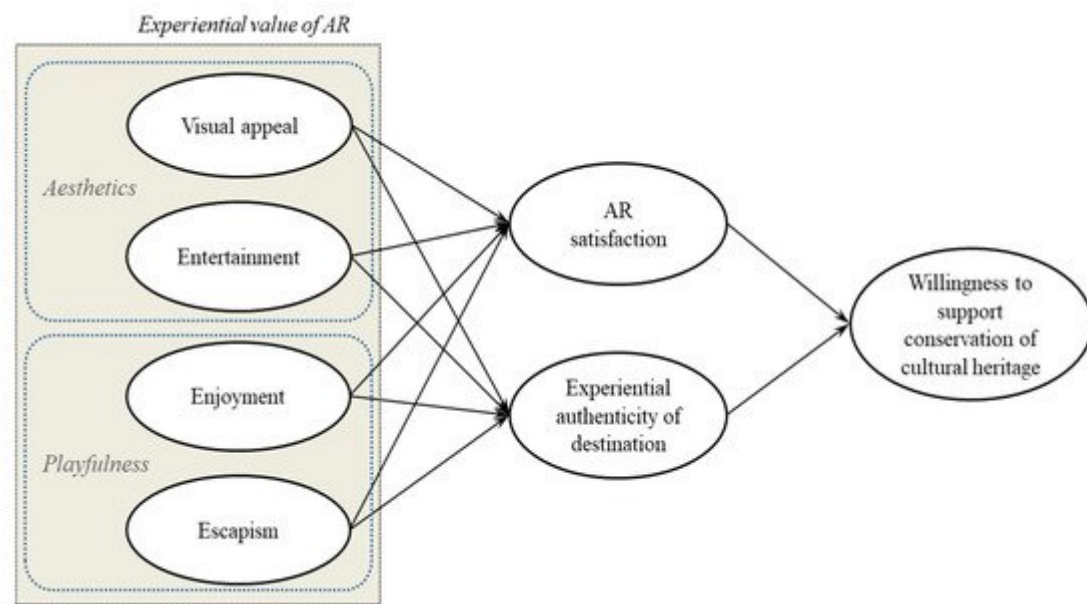 Experiential value of AR
Visual appeal
Aesthetics
Entertainment
Enjoyment
Playfulness
Escapism
AR
satisfaction
Experiential
authenticity of
destination
Willingness to
support
conservation of
cultural heritage